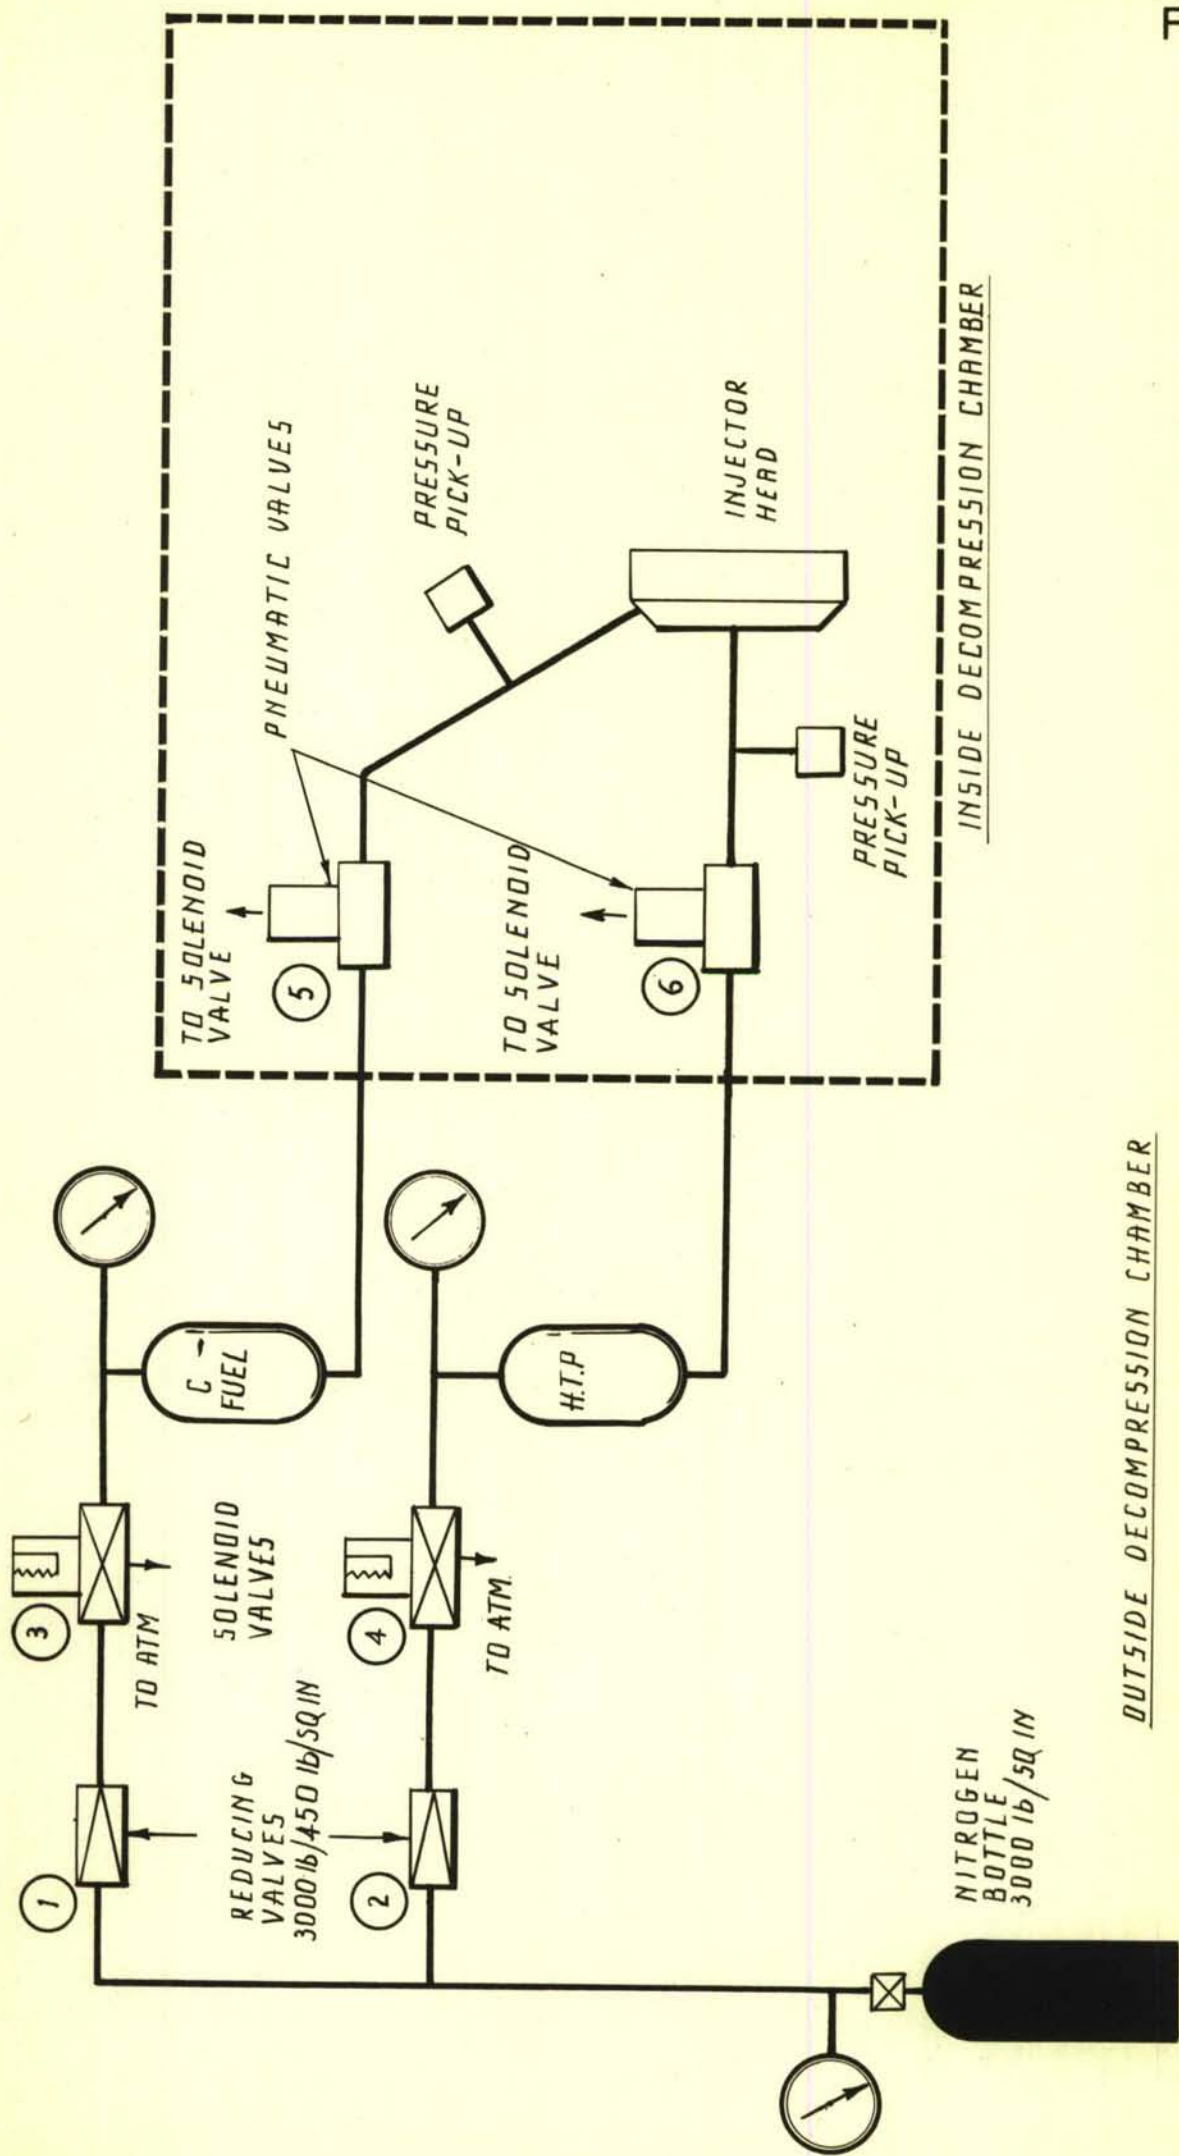 TO SOLENOID
VALVE
5
PNEUMATIC VALVES
PRESSURE
PICK-UP
TO SOLENOID
VALVE
6
INJECTOR
HEAD
PRESSURE
PICK-UP
INSIDE DECOMPRESSION CHAMBER
3
TO ATM
SOLENOID
VALVES
C →
FUEL
4
TO ATM.
H.T.P
1
REDUCING
VALVES
3000 lb/450 lb/SQ IN
2
NITROGEN
BOTTLE
3000 lb/SQ IN
OUTSIDE DECOMPRESSION CHAMBER